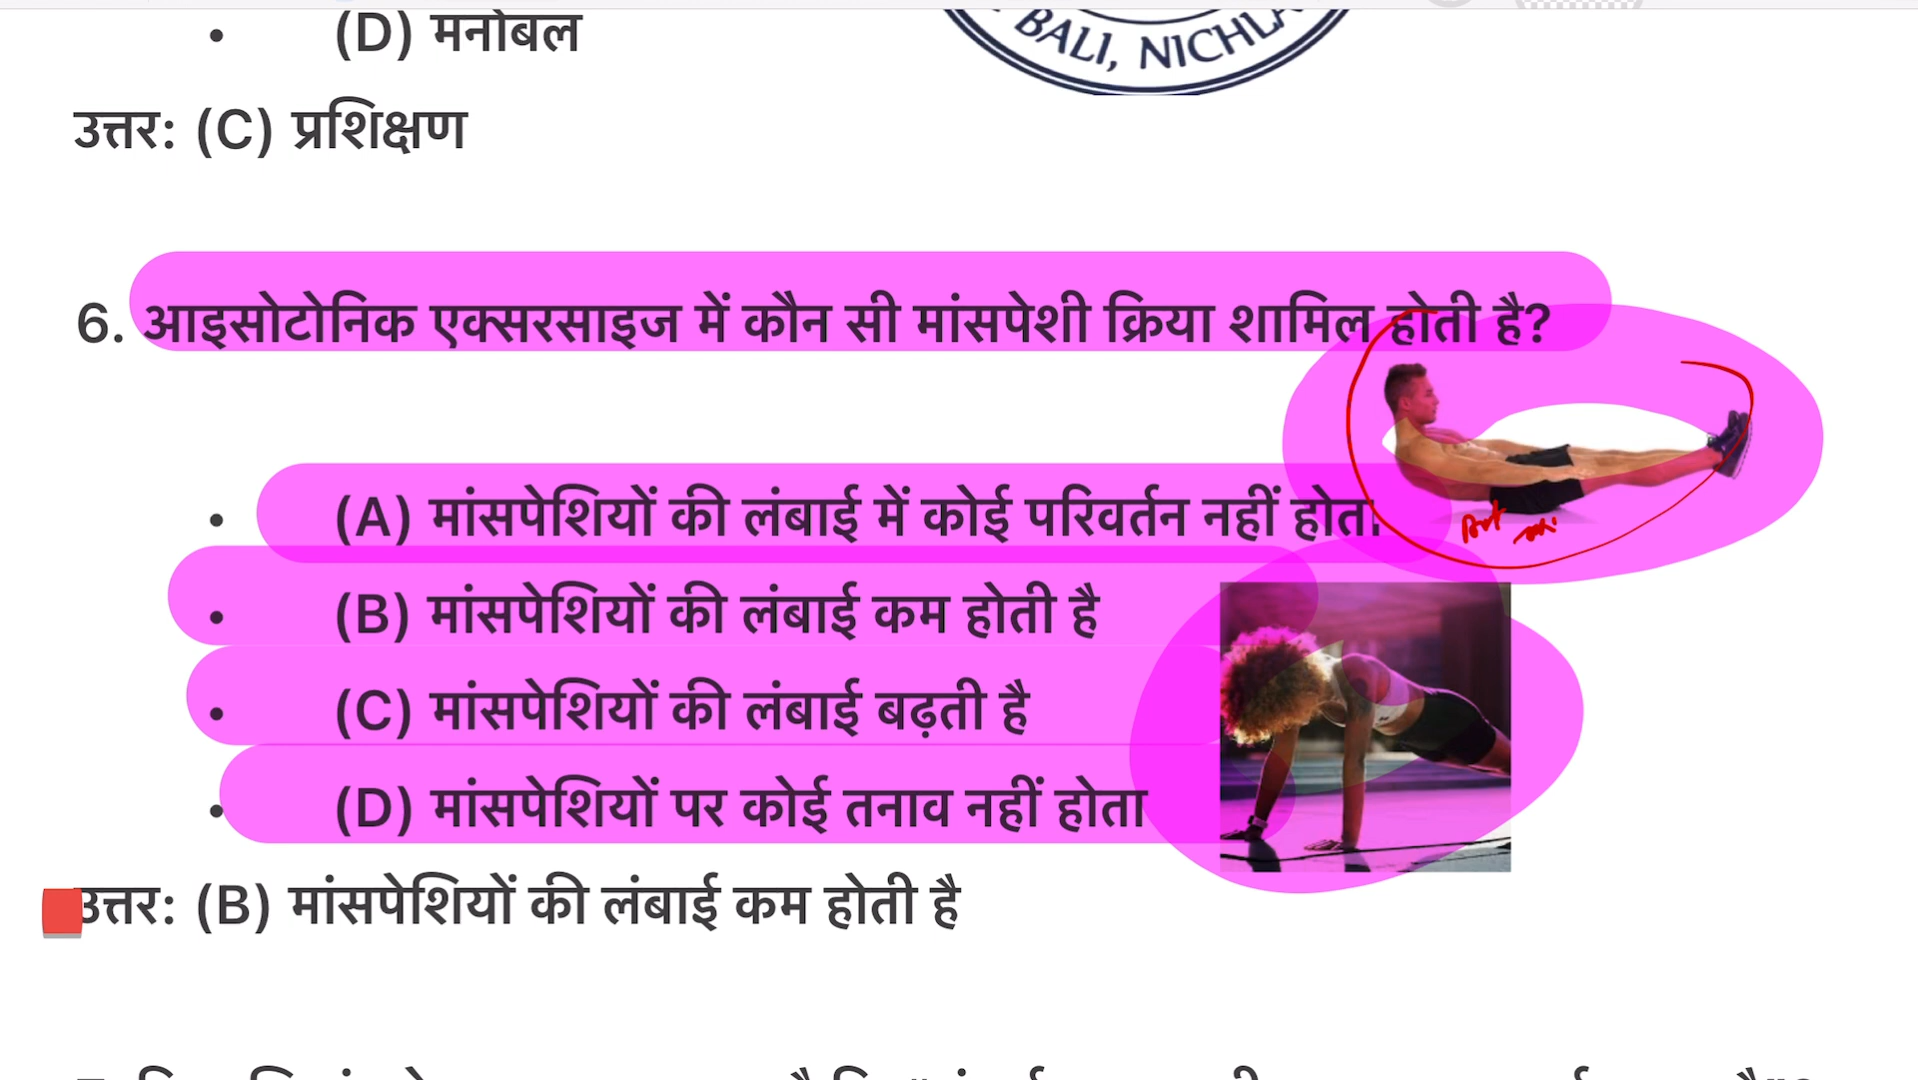 (D) मनोबल
BALI, NICHLA
उत्तर: (C) प्रशिक्षण
6. आइसोटोनिक एक्सरसाइज में कौन सी मांसपेशी क्रिया शामिल होती है?
(A) मांसपेशियों की लंबाई में कोई परिवर्तन नहीं होता
(B) मांसपेशियों की लंबाई कम होती है
(C) मांसपेशियों की लंबाई बढ़ती है
(D) मांसपेशियों पर कोई तनाव नहीं होता
उत्तर: (B) मांसपेशियों की लंबाई कम होती है